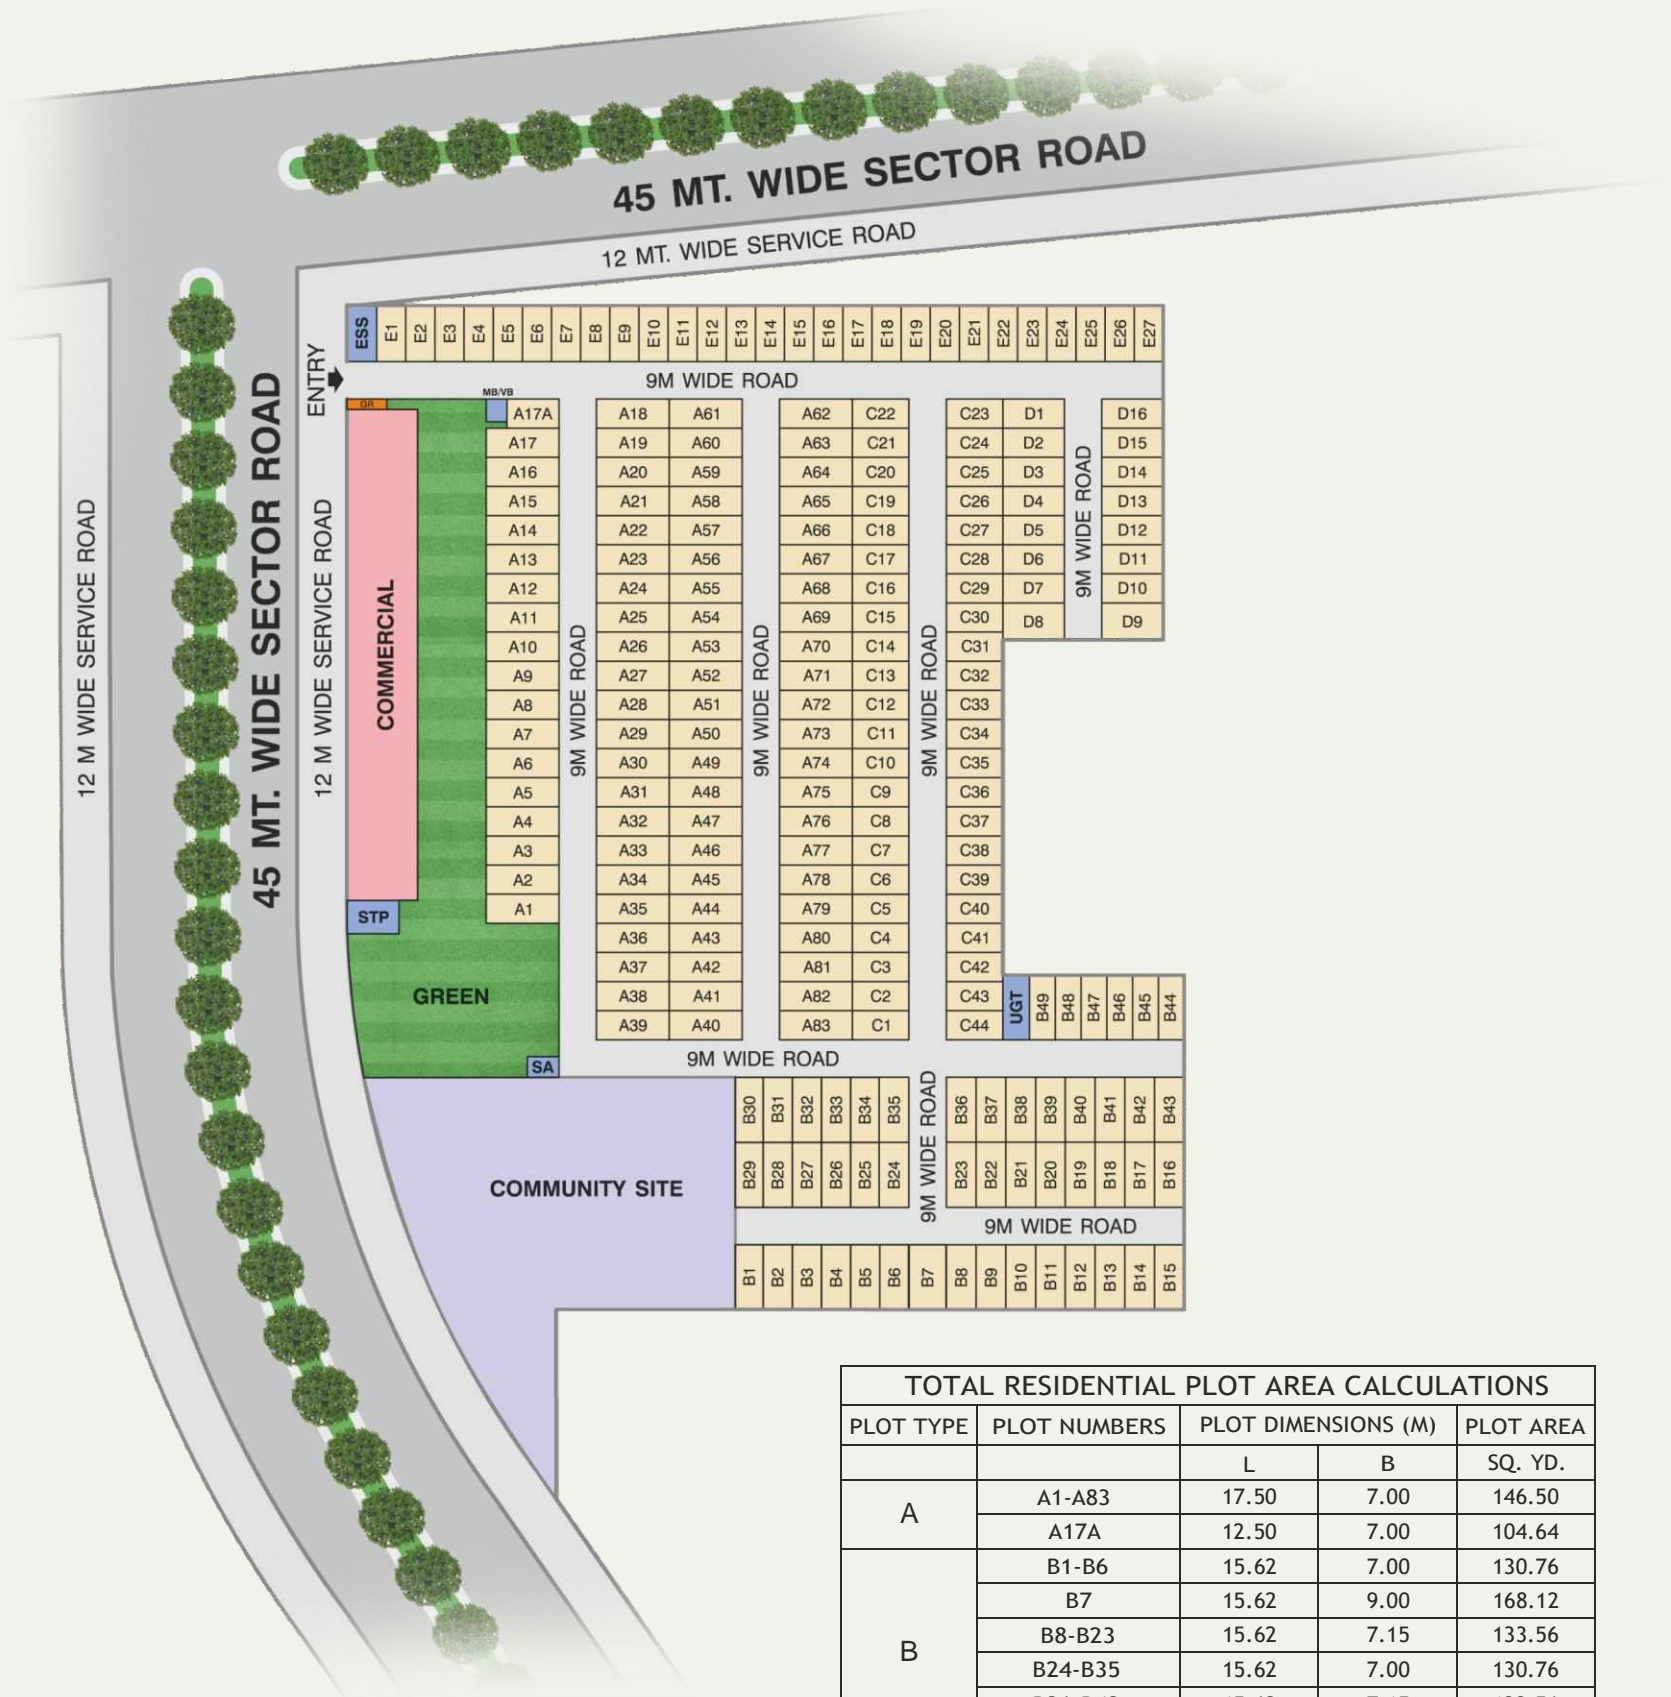 45 MT. WIDE SECTOR ROAD
12 MT. WIDE SERVICE ROAD
12 M WIDE SERVICE ROAD
45 MT. WIDE SECTOR ROAD
12 M WIDE SERVICE ROAD
ENTRY
ESS E1 E2 E3 E4 E5 E6 E7 E8 E9 E10 E11 E12 E13 E14 E15 E16 E17 E18 E19 E20 E21 E22 E23 E24 E25 E26 E27
9M WIDE ROAD
MB/VB
GR
COMMERCIAL
STP
GREEN
SA
A17A A18 A61 A62 C22 C23 D1 D16
A17 A19 A60 A63 C21 C24 D2 D15
A16 A20 A59 A64 C20 C25 D3 D14
A15 A21 A58 A65 C19 C26 D4 D13
A14 A22 A57 A66 C18 C27 D5 D12
A13 A23 A56 A67 C17 C28 D6 D11
A12 A24 A55 A68 C16 C29 D7 D10
A11 A25 A54 A69 C15 C30 D8 D9
A10 A26 A53 A70 C14 C31
A9 A27 A52 A71 C13 C32
A8 A28 A51 A72 C12 C33
A7 A29 A50 A73 C11 C34
A6 A30 A49 A74 C10 C35
A5 A31 A48 A75 C9 C36
A4 A32 A47 A76 C8 C37
A3 A33 A46 A77 C7 C38
A2 A34 A45 A78 C6 C39
A1 A35 A44 A79 C5 C40
A36 A43 A80 C4 C41
A37 A42 A81 C3 C42
A38 A41 A82 C2 C43
A39 A40 A83 C1 C44
9M WIDE ROAD
9M WIDE ROAD
9M WIDE ROAD
9M WIDE ROAD
UGT B49 B48 B47 B46 B45 B44
9M WIDE ROAD
COMMUNITY SITE
B30 B31 B32 B33 B34 B35 B36 B37 B38 B39 B40 B41 B42 B43
9M WIDE ROAD
B29 B28 B27 B26 B25 B24 B23 B22 B21 B20 B19 B18 B17 B16
9M WIDE ROAD
B1 B2 B3 B4 B5 B6 B7 B8 B9 B10 B11 B12 B13 B14 B15
TOTAL RESIDENTIAL PLOT AREA CALCULATIONS
PLOT TYPE PLOT NUMBERS PLOT DIMENSIONS (M) PLOT AREA
L B SQ. YD.
A
A1-A83 17.50 7.00 146.50
A17A 12.50 7.00 104.64
B
B1-B6 15.62 7.00 130.76
B7 15.62 9.00 168.12
B8-B23 15.62 7.15 133.56
B24-B35 15.62 7.00 130.76